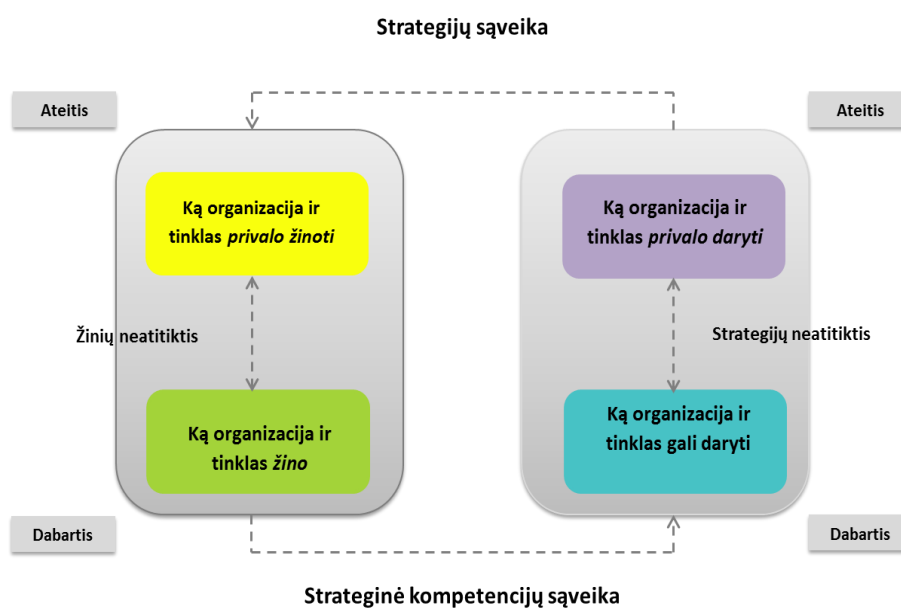 Strategijų sąveika
Ateitis
Ateitis
Ką organizacija ir
tinklas privalo žinoti
Ką organizacija ir
tinklas privalo daryti
Žinių neatitiktis
Strategijų neatitiktis
Ką organizacija ir
tinklas žino
Ką organizacija ir
tinklas gali daryti
Dabartis
Dabartis
Strateginė kompetencijų sąveika